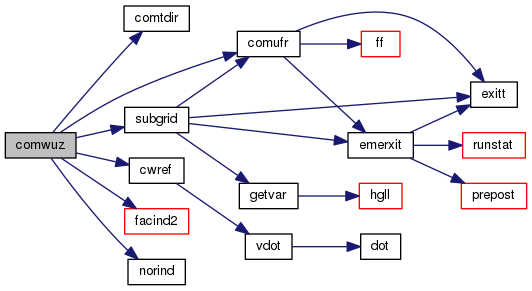 comtdir
comufr
ff
exitt
subgrid
comwuz
emerxit
runstat
cwref
getvar
hgll
prepost
facind2
vdot
dot
norind